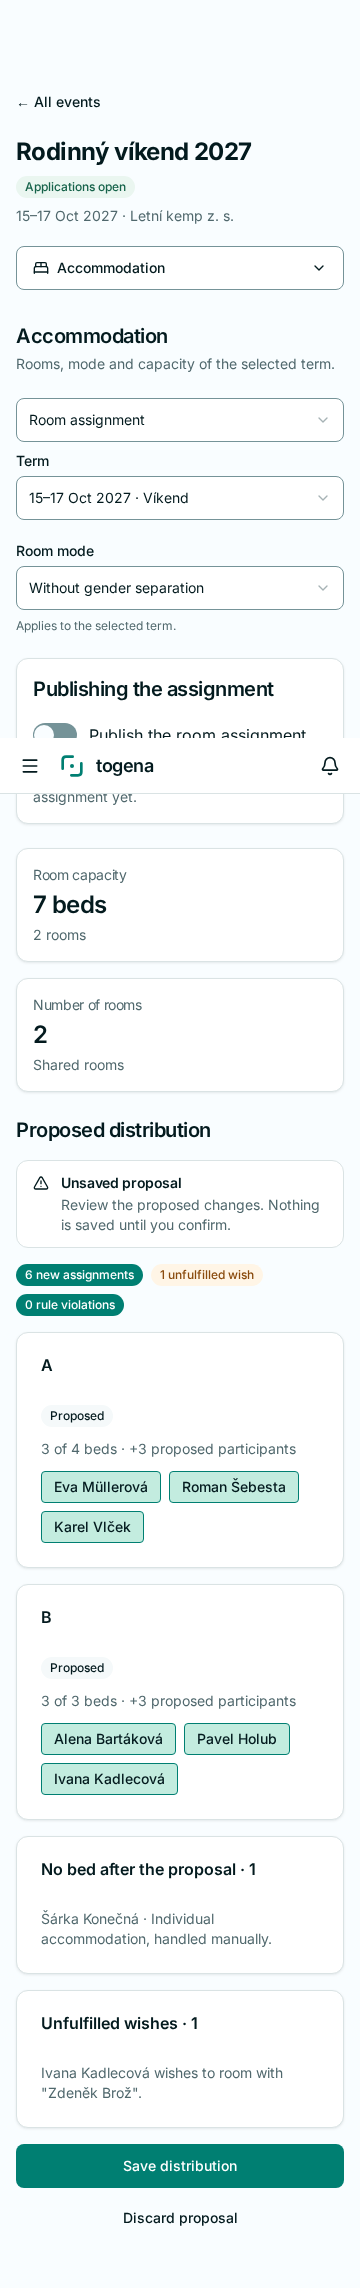 ← All events
Rodinný víkend 2027
Applications open
15–17 Oct 2027 · Letní kemp z. s.
Accommodation
Accommodation
Rooms, mode and capacity of the selected term.
Room assignment
Term
15–17 Oct 2027 · Víkend
Room mode
Without gender separation
Applies to the selected term.
Publishing the assignment
Publish the room assignment
togena
assignment yet.
Room capacity
7 beds
2 rooms
Number of rooms
2
Shared rooms
Proposed distribution
Unsaved proposal
Review the proposed changes. Nothing
is saved until you confirm.
6 new assignments 1 unfulfilled wish
0 rule violations
A
Proposed
3 of 4 beds · +3 proposed participants
Eva Müllerová Roman Šebesta
Karel Vlček
B
Proposed
3 of 3 beds · +3 proposed participants
Alena Bartáková Pavel Holub
Ivana Kadlecová
No bed after the proposal · 1
Šárka Konečná · Individual
accommodation, handled manually.
Unfulfilled wishes · 1
Ivana Kadlecová wishes to room with
"Zdeněk Brož".
Save distribution
Discard proposal